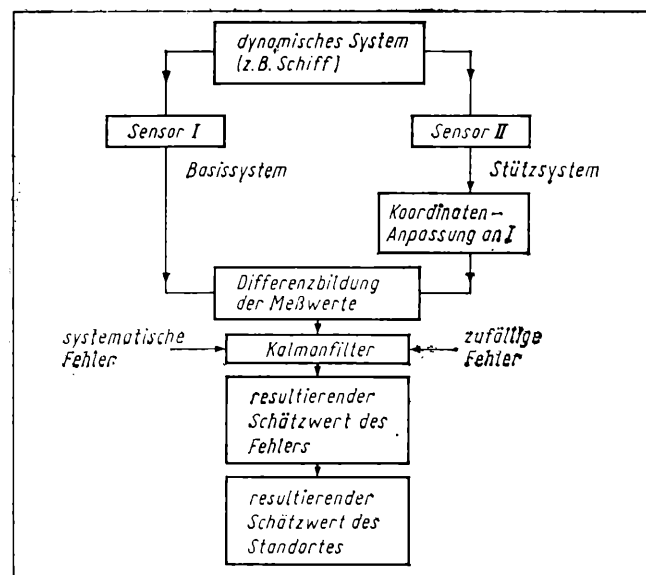 dynamisches System
(z.B. Schiff)
Sensor I
Sensor II
Basissystem
Stützsystem
Koordinaten-
Anpassung an I
Differenzbildung
der Meßwerte
systematische
Fehler
Kalmanfilter
zufällige
Fehler
resultierender
Schätzwert des
Fehlers
resultierender
Schätzwert des
Standortes